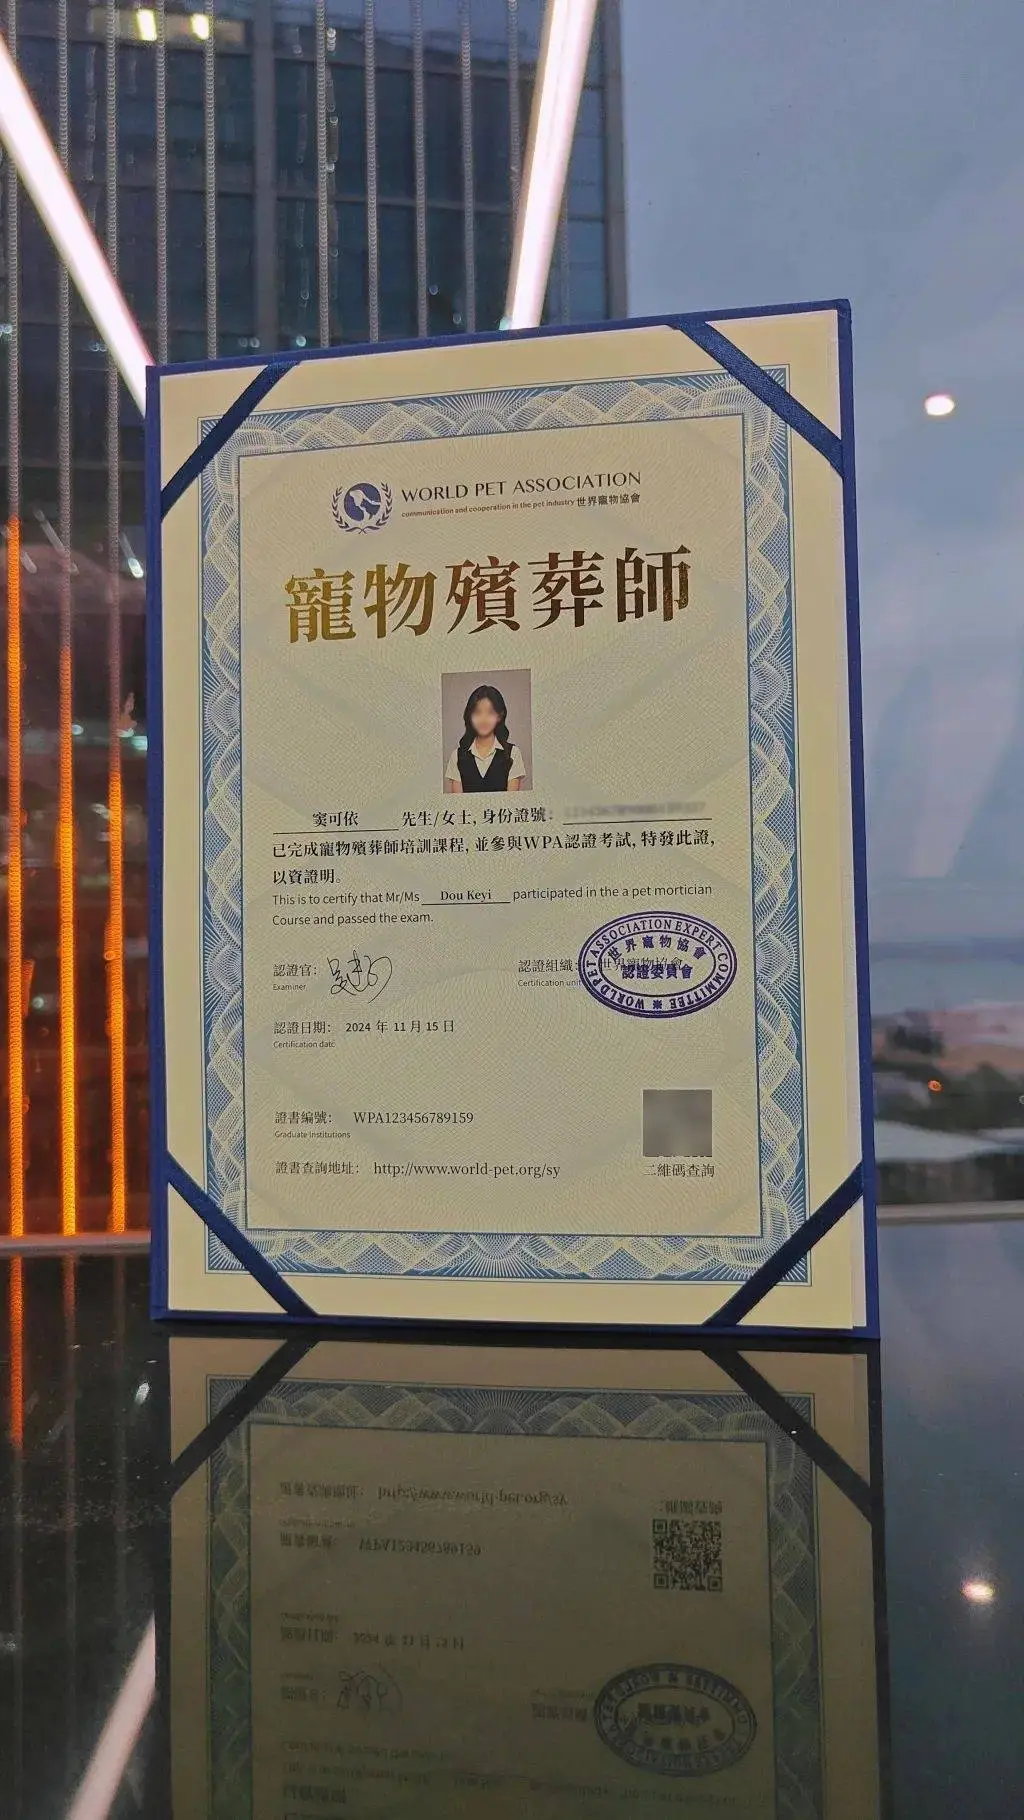 WORLD PET ASSOCIATION
communication and cooperation in the pet industry 世界寵物協會
寵物殯葬師
窦可依 先生/女士, 身份證號:
已完成寵物殯葬師培訓課程, 並參與WPA認證考試, 特發此證,
以資證明。
This is to certify that Mr/Ms Dou Keyi participated in the a pet mortician
Course and passed the exam.
認證官:
Examiner
認證組織: 世界寵物協會
Certification unit
WORLD PET ASSOCIATION EXPERT COMMITTEE
世界寵物協會
認證委員會
認證日期: 2024 年 11 月 15 日
Certification date
證書編號: WPA123456789159
Graduate Institutions
證書查詢地址: http://www.world-pet.org/sy
二維碼查詢